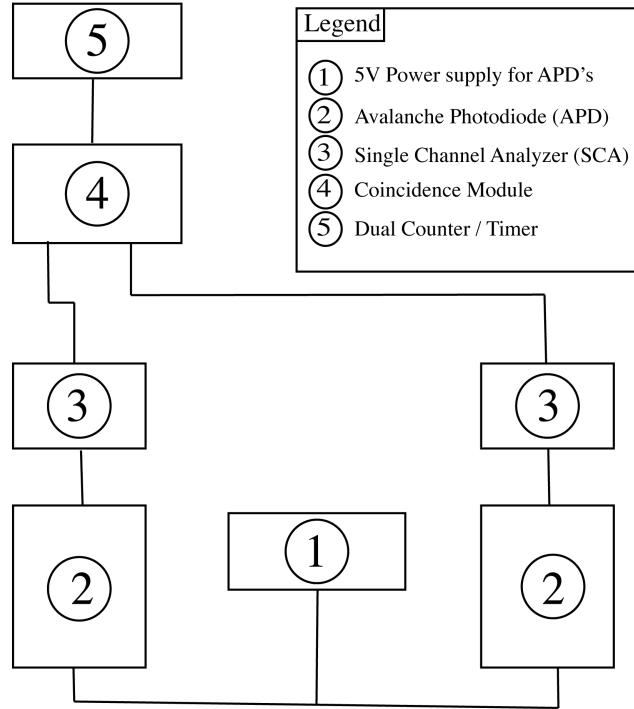 5
Legend
1 5V Power supply for APD's
2 Avalanche Photodiode (APD)
3 Single Channel Analyzer (SCA)
4 Coincidence Module
5 Dual Counter / Timer
4
3
3
2
1
2